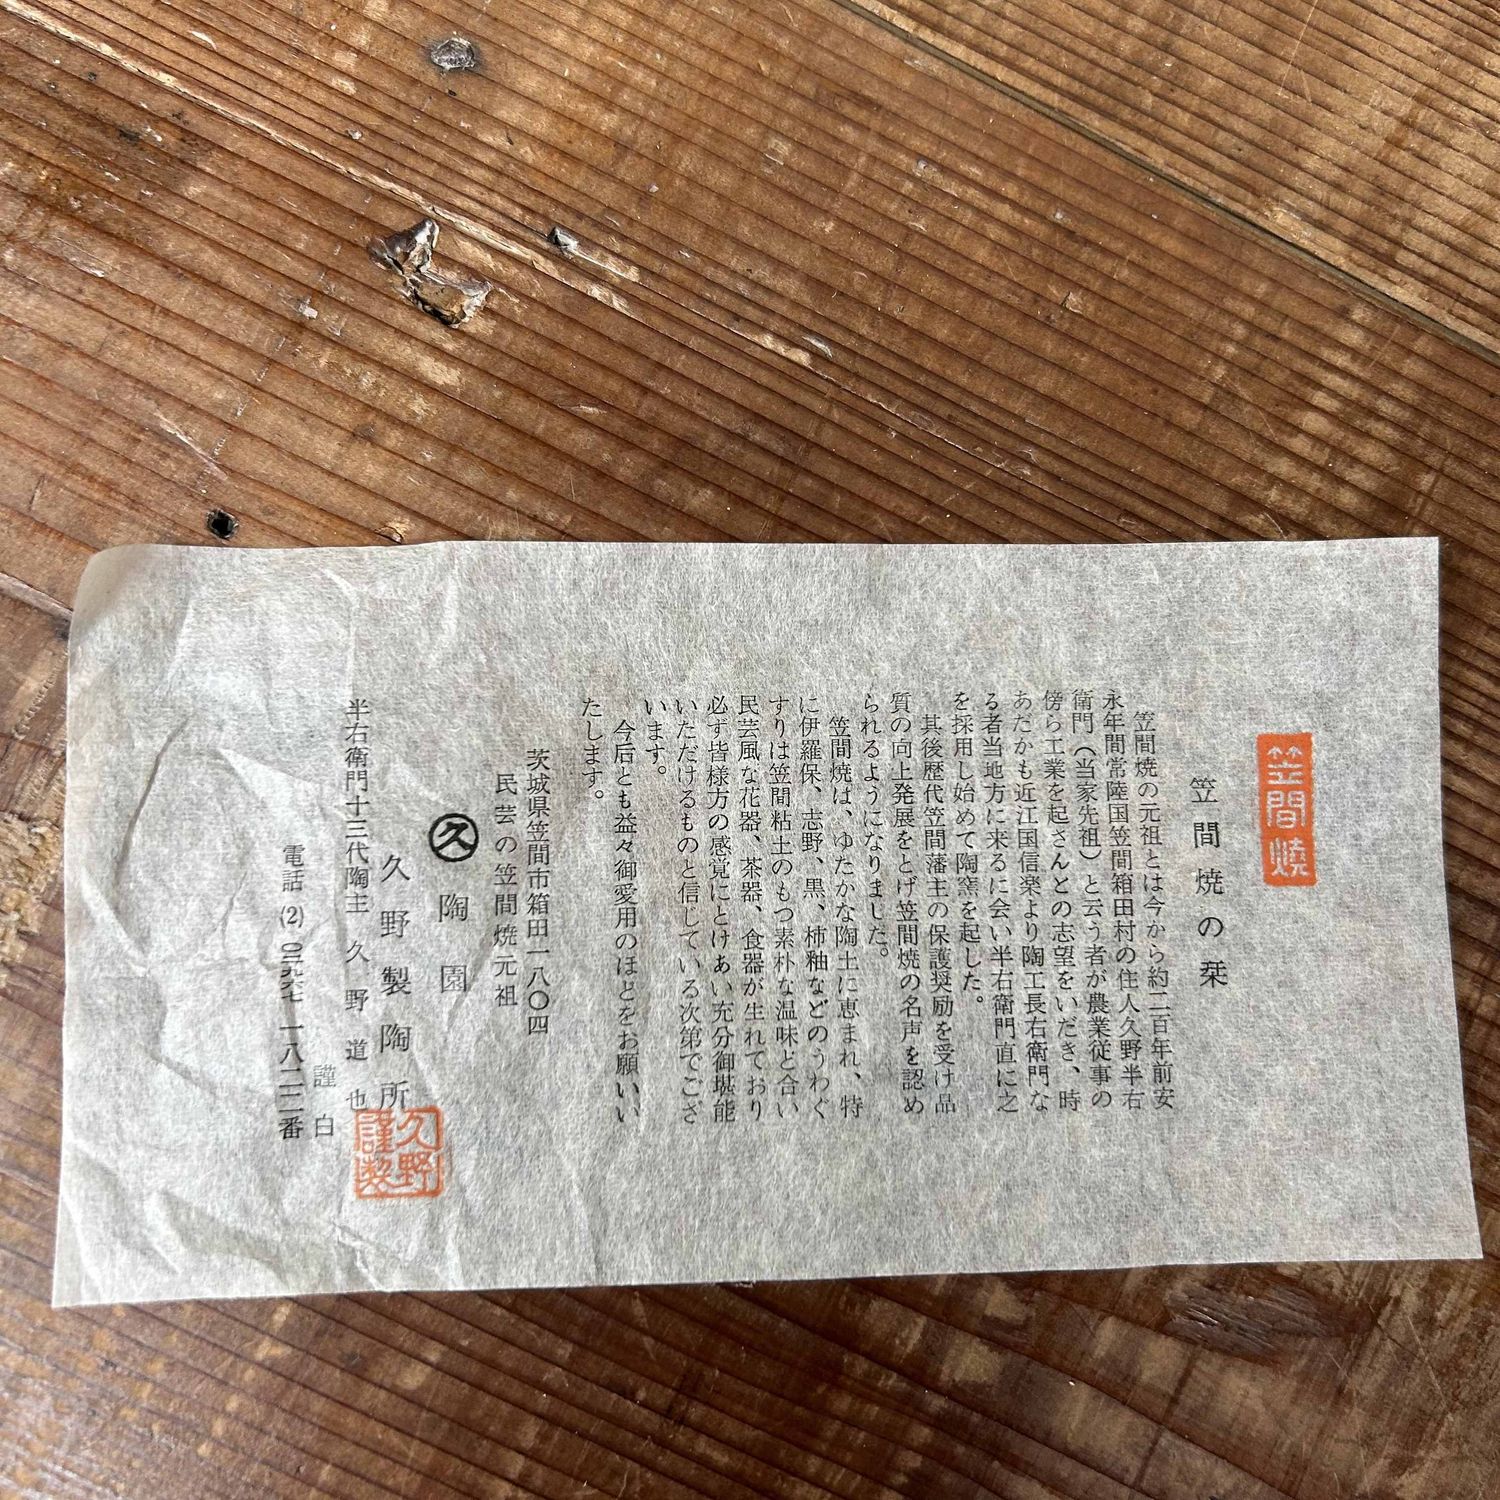 笠間焼
笠間焼の栞
笠間焼の元祖とは今から約二百年前安
永年間常陸国笠間箱田村の住人久野半右
衛門（当家先祖）と云う者が農業従事の
傍ら工業を起さんとの志望をいだき、時
あだかも近江国信楽より陶工長右衛門な
る者当地方に来るに会い半右衛門直に之
を採用し始めて陶窯を起した。
其後歴代笠間藩主の保護奨励を受け品
質の向上発展をとげ笠間焼の名声を認め
られるようになりました。
笠間焼は、ゆたかな陶土に恵まれ、特
に伊羅保、志野、黒、柿釉などのうわぐ
すりは笠間粘土のもつ素朴な温味と合い
民芸風な花器、茶器、食器が生れており
必ず皆様方の感覚にとけあい充分御堪能
いただけるものと信じている次第でござ
います。
今后とも益々御愛用のほどをお願いい
たします。
茨城県笠間市箱田一八〇四
民芸の笠間焼元祖
久陶園
久野製陶所
半右衛門十三代陶主 久野道也
謹白
電話(2) 一八二二番
久野謹製